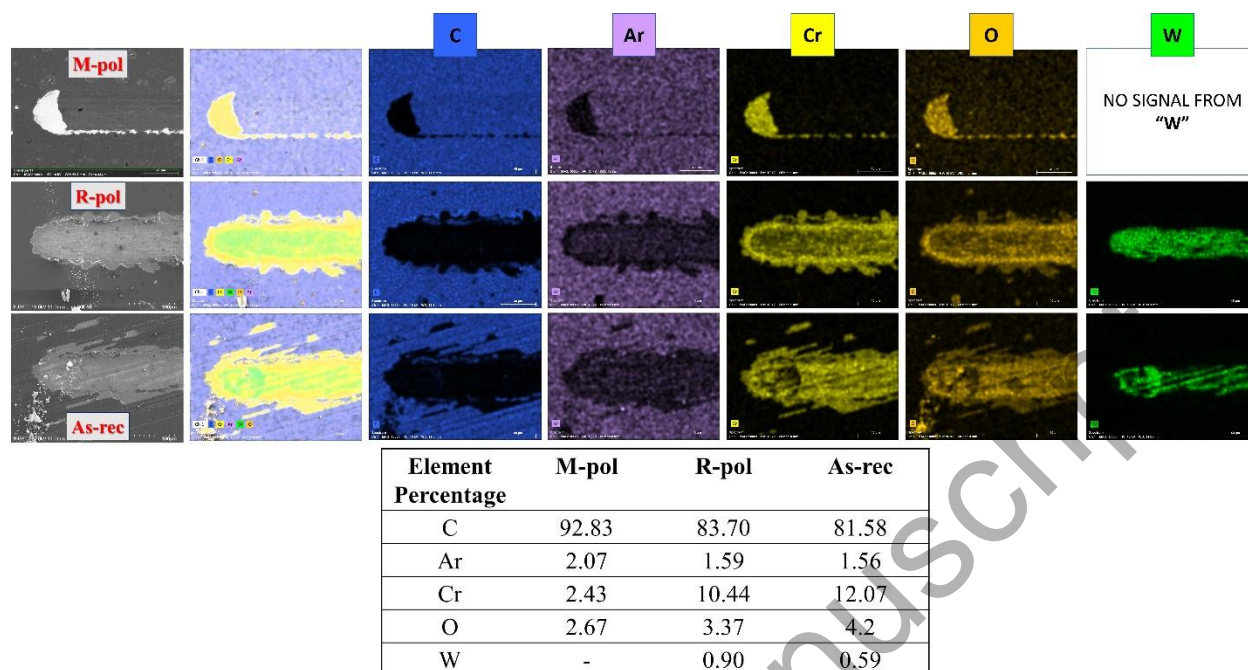 C Ar Cr O W
M-pol
NO SIGNAL FROM
“W”
R-pol
As-rec
Element Percentage M-pol R-pol As-rec
C 92.83 83.70 81.58
Ar 2.07 1.59 1.56
Cr 2.43 10.44 12.07
O 2.67 3.37 4.2
W - 0.90 0.59
nuscrip